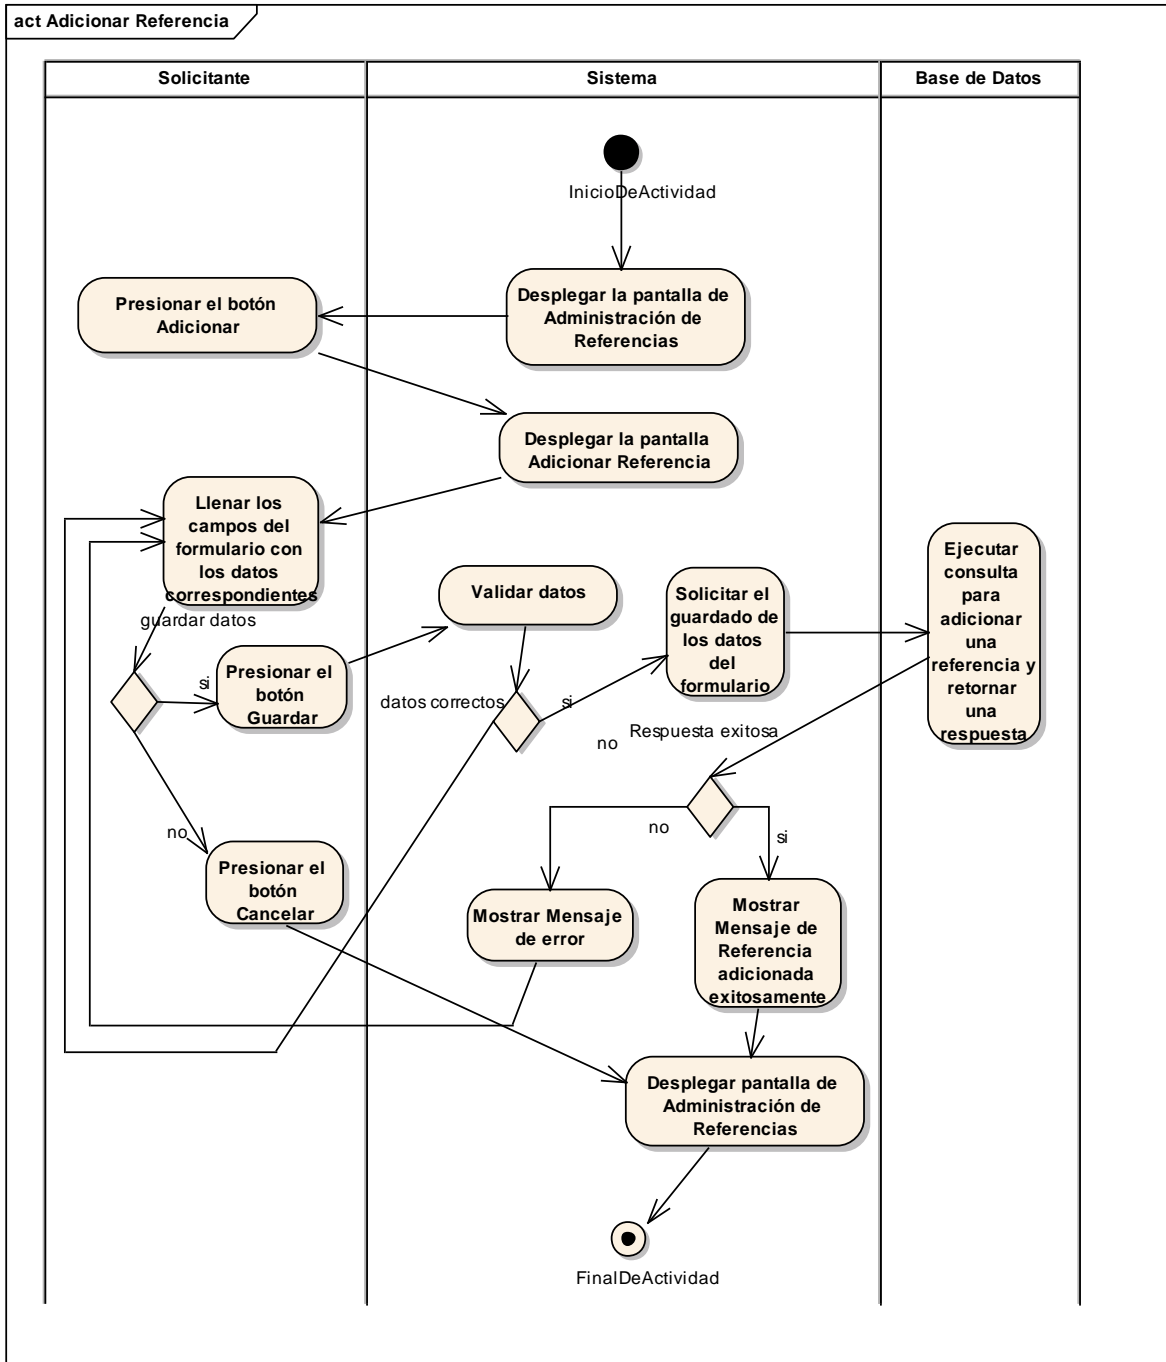 act Adicionar Referencia
Solicitante
Sistema
Base de Datos
InicioDeActividad
Presionar el botón
Adicionar
Desplegar la pantalla de
Administración de
Referencias
Desplegar la pantalla
Adicionar Referencia
Llenar los
campos del
formulario con
los datos
correspondientes
guardar datos
si
Presionar el
botón
Guardar
no
Presionar el
botón
Cancelar
Validar datos
datos correctos
si
no
Solicitar el
guardado de
los datos
del
formulario
Ejecutar
consulta
para
adicionar
una
referencia y
retornar
una
respuesta
Respuesta exitosa
no
si
Mostrar Mensaje
de error
Mostrar
Mensaje de
Referencia
adicionada
exitosamente
Desplegar pantalla de
Administración de
Referencias
FinalDeActividad